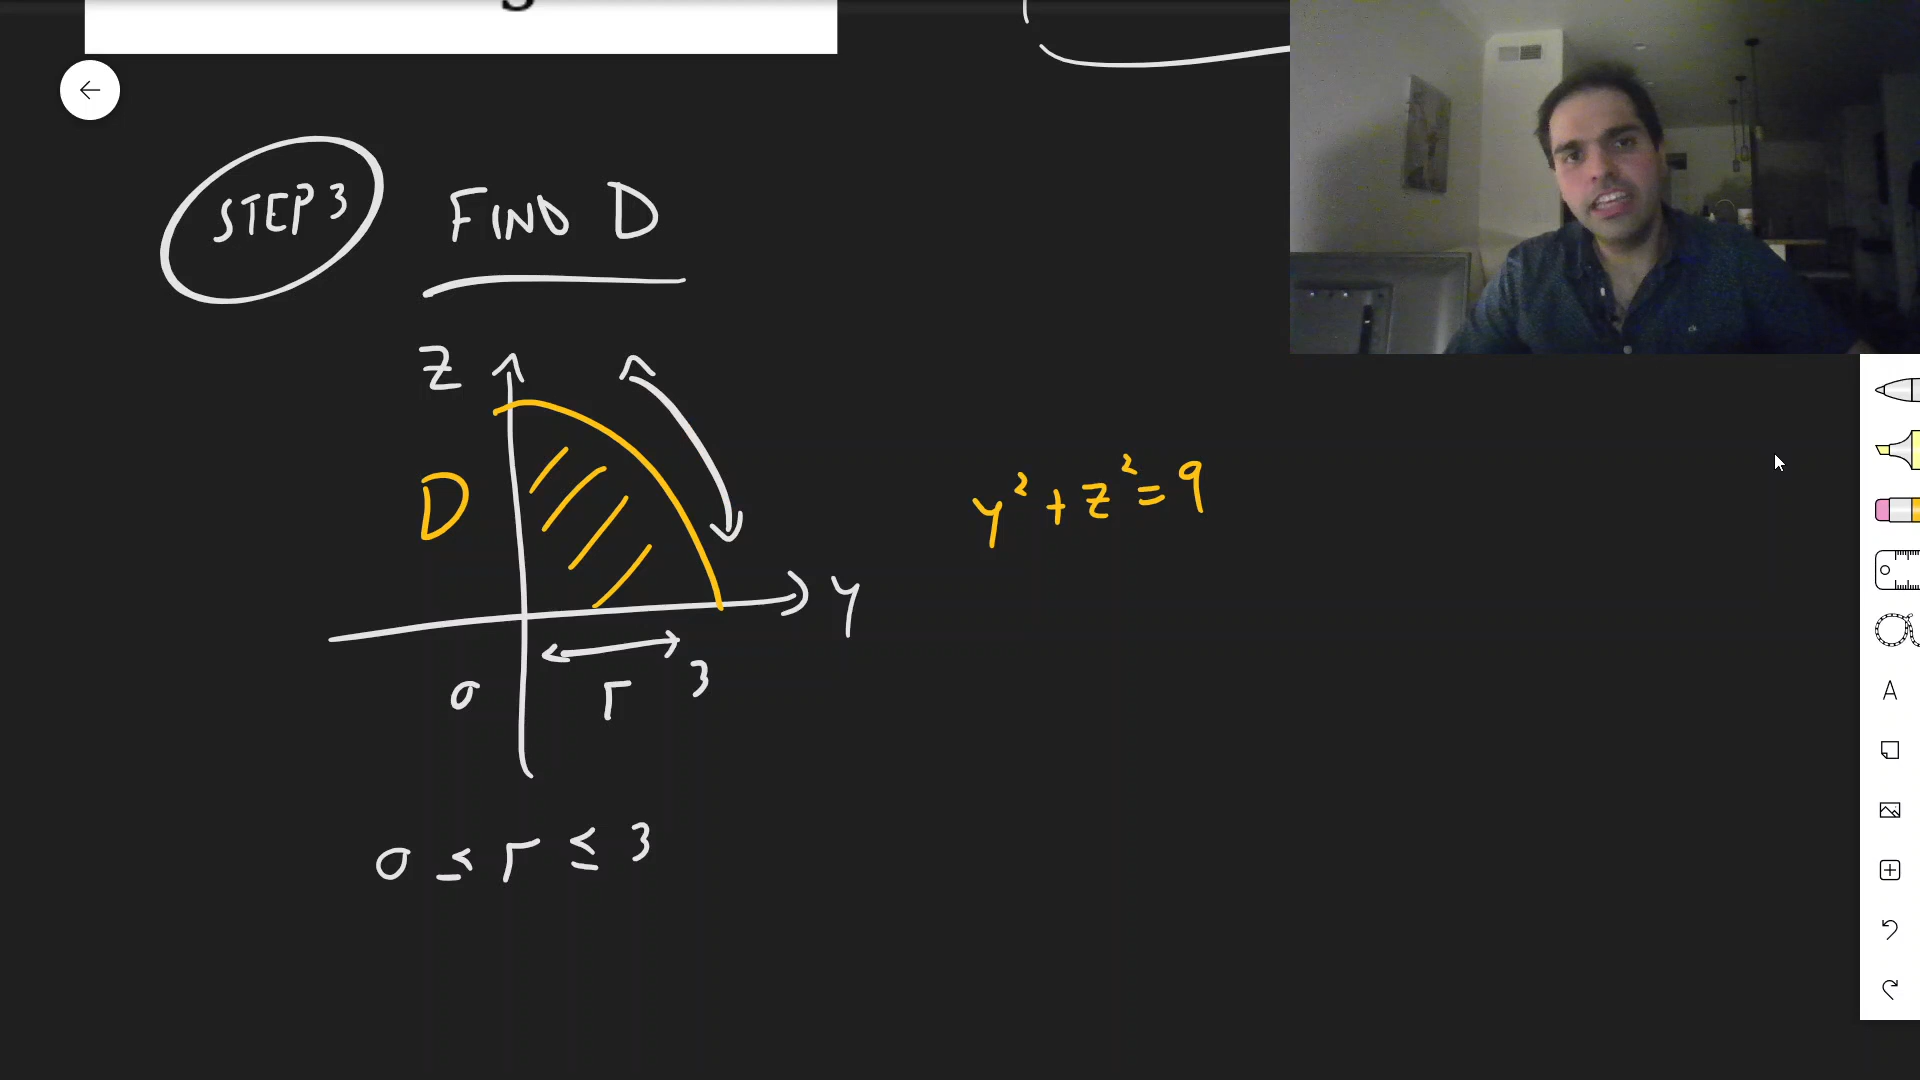 STEP 3
FIND D
Z
D
y² + z² = 9
y
0 r 3
0 ≤ r ≤ 3
A